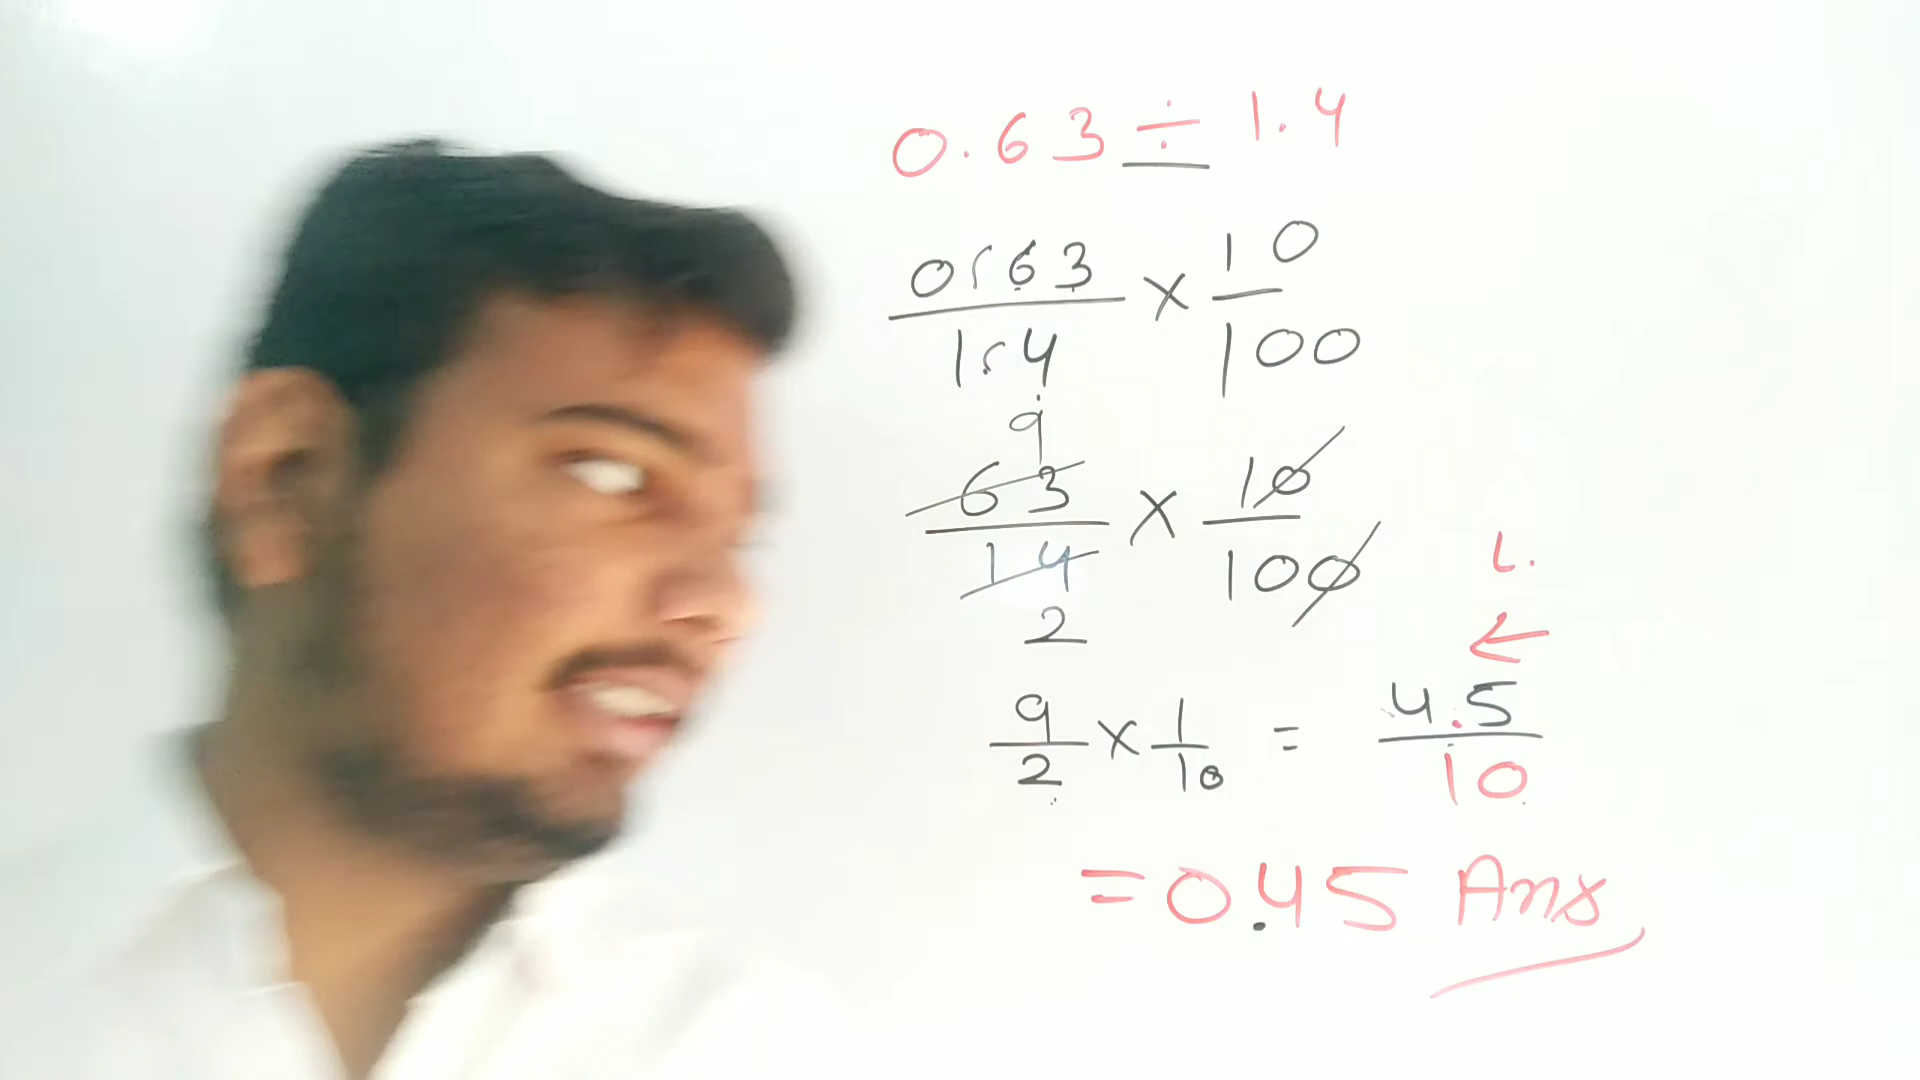 0.63 ÷ 1.4
0.63 / 1.4 × 10 / 100
9
63 / 14 × 10 / 100
2
L.
←
9/2 × 1/10 = 4.5/10
= 0.45 Ans